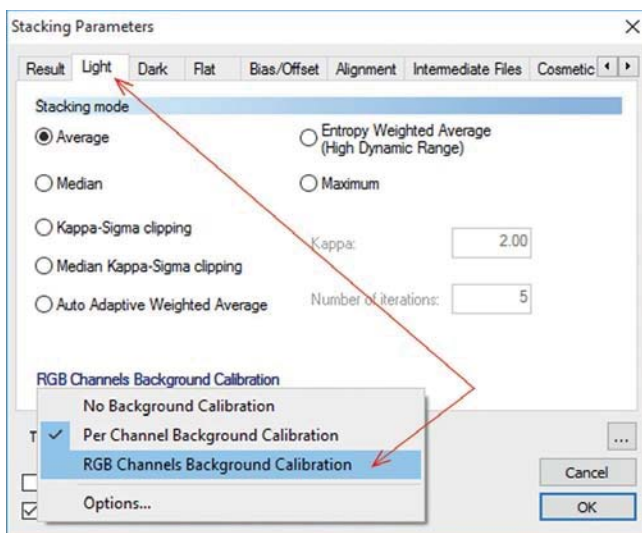 Stacking Parameters
Result Light Dark Flat Bias/Offset Alignment Intermediate Files Cosmetic
Stacking mode
Average
Entropy Weighted Average
(High Dynamic Range)
Median
Maximum
Kappa-Sigma clipping
Kappa: 2.00
Median Kappa-Sigma clipping
Number of iterations: 5
Auto Adaptive Weighted Average
RGB Channels Background Calibration
No Background Calibration
T
Per Channel Background Calibration
...
RGB Channels Background Calibration
Cancel
Options...
OK